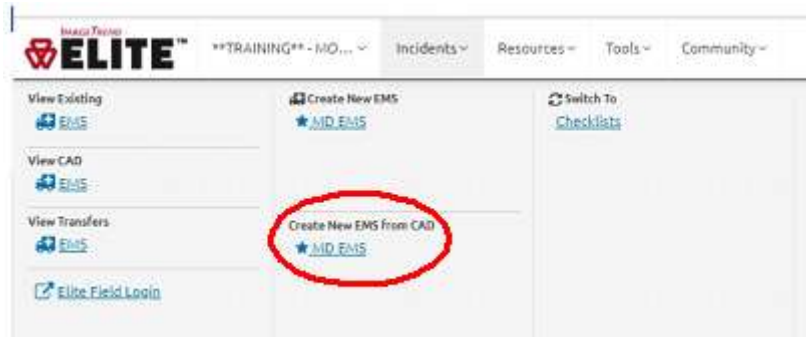 IMAGETREND
ELITE™ **TRAINING** - MO... Incidents Resources Tools Community
View Existing
EMS
View CAD
EMS
View Transfers
EMS
Elite Field Login
Create New EMS
MD EMS
Create New EMS from CAD
MD EMS
Switch To
Checklists